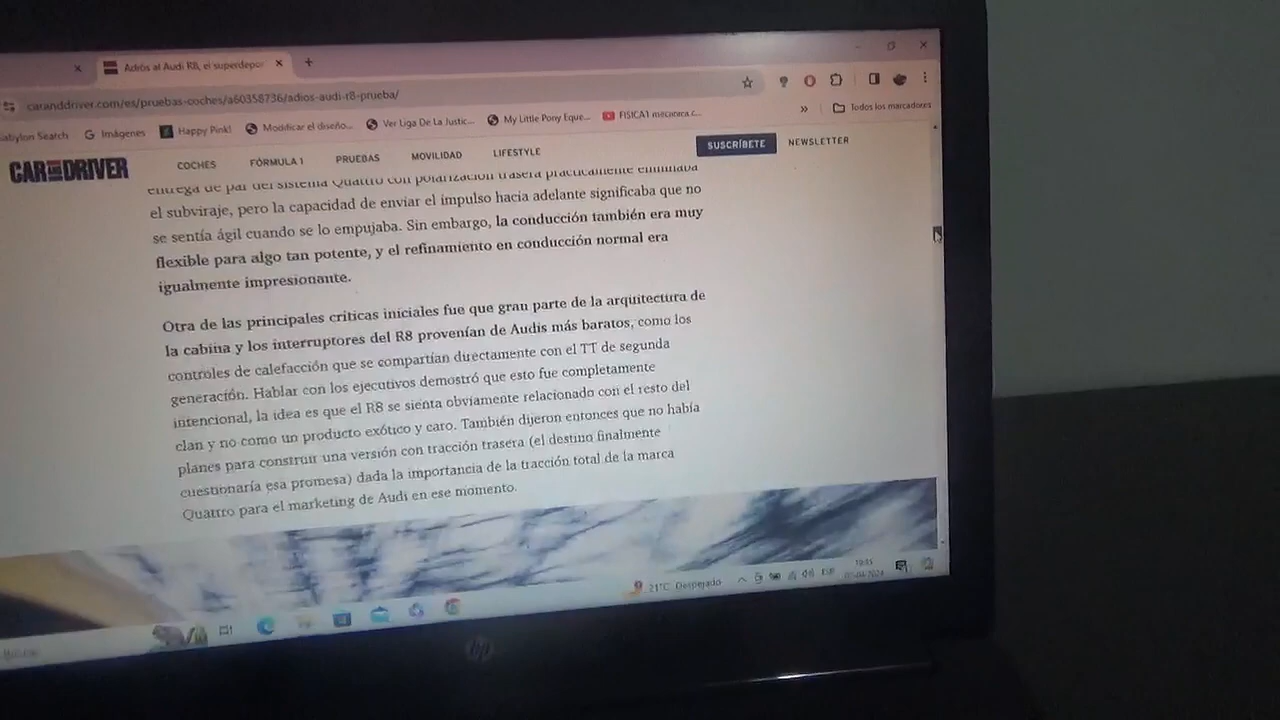 Adiós al Audi R8, el superdepor
caranddriver.com/es/pruebas-coches/a60358736/adios-audi-r8-prueba/
abylon Search Imágenes Happy Pink! Modificar el diseño... Ver Liga De La Justic... My Little Pony Eque... FISICA1 mecanica c... » Todos los marcadores
CAR AND DRIVER COCHES FÓRMULA 1 PRUEBAS MOVILIDAD LIFESTYLE SUSCRÍBETE NEWSLETTER
entrega de par del sistema Quattro con polarización trasera prácticamente eliminaba
el subviraje, pero la capacidad de enviar el impulso hacia adelante significaba que no
se sentía ágil cuando se lo empujaba. Sin embargo, la conducción también era muy
flexible para algo tan potente, y el refinamiento en conducción normal era
igualmente impresionante.
Otra de las principales críticas iniciales fue que gran parte de la arquitectura de
la cabina y los interruptores del R8 provenían de Audis más baratos, como los
controles de calefacción que se compartían directamente con el TT de segunda
generación. Hablar con los ejecutivos demostró que esto fue completamente
intencional, la idea es que el R8 se sienta obviamente relacionado con el resto del
clan y no como un producto exótico y caro. También dijeron entonces que no había
planes para construir una versión con tracción trasera (el destino finalmente
cuestionaría esa promesa) dada la importancia de la tracción total de la marca
Quattro para el marketing de Audi en ese momento.
21°C Despejado ESP
hp